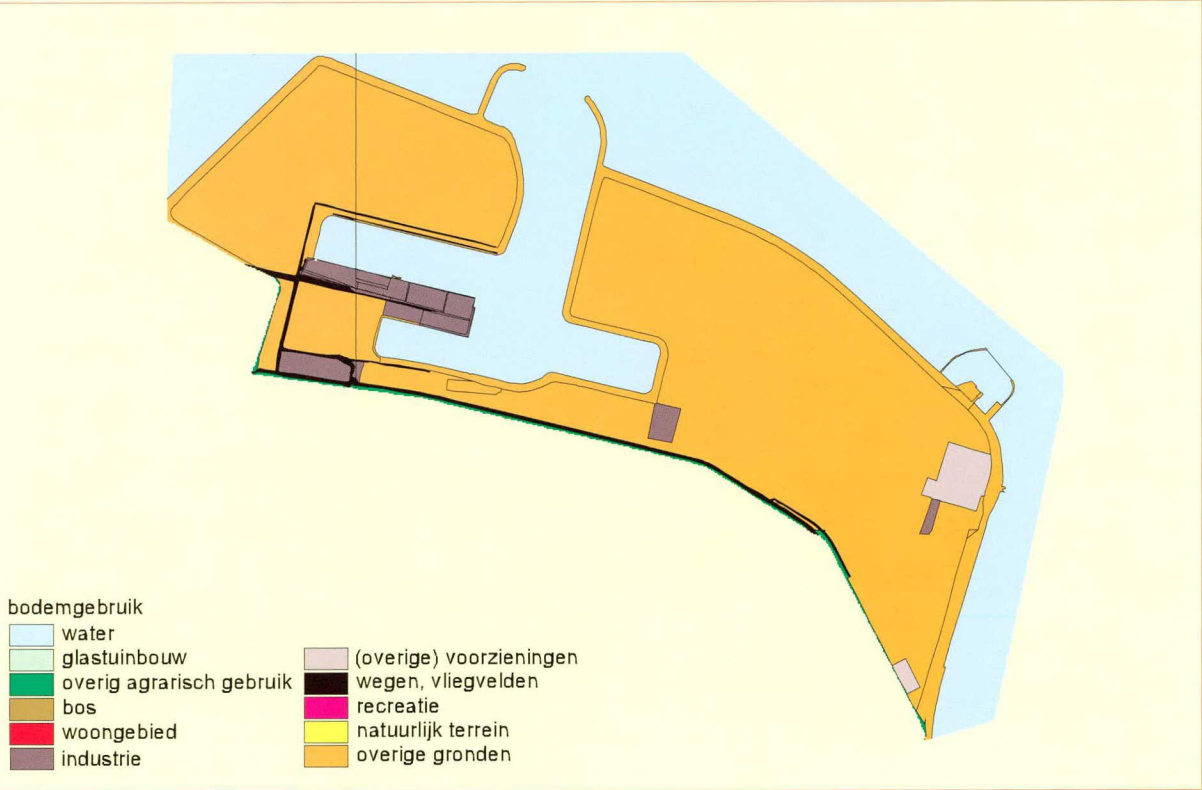 bodemgebruik
water
glastuinbouw
overig agrarisch gebruik
bos
woongebied
industrie
(overige) voorzieningen
wegen, vliegvelden
recreatie
natuurlijk terrein
overige gronden